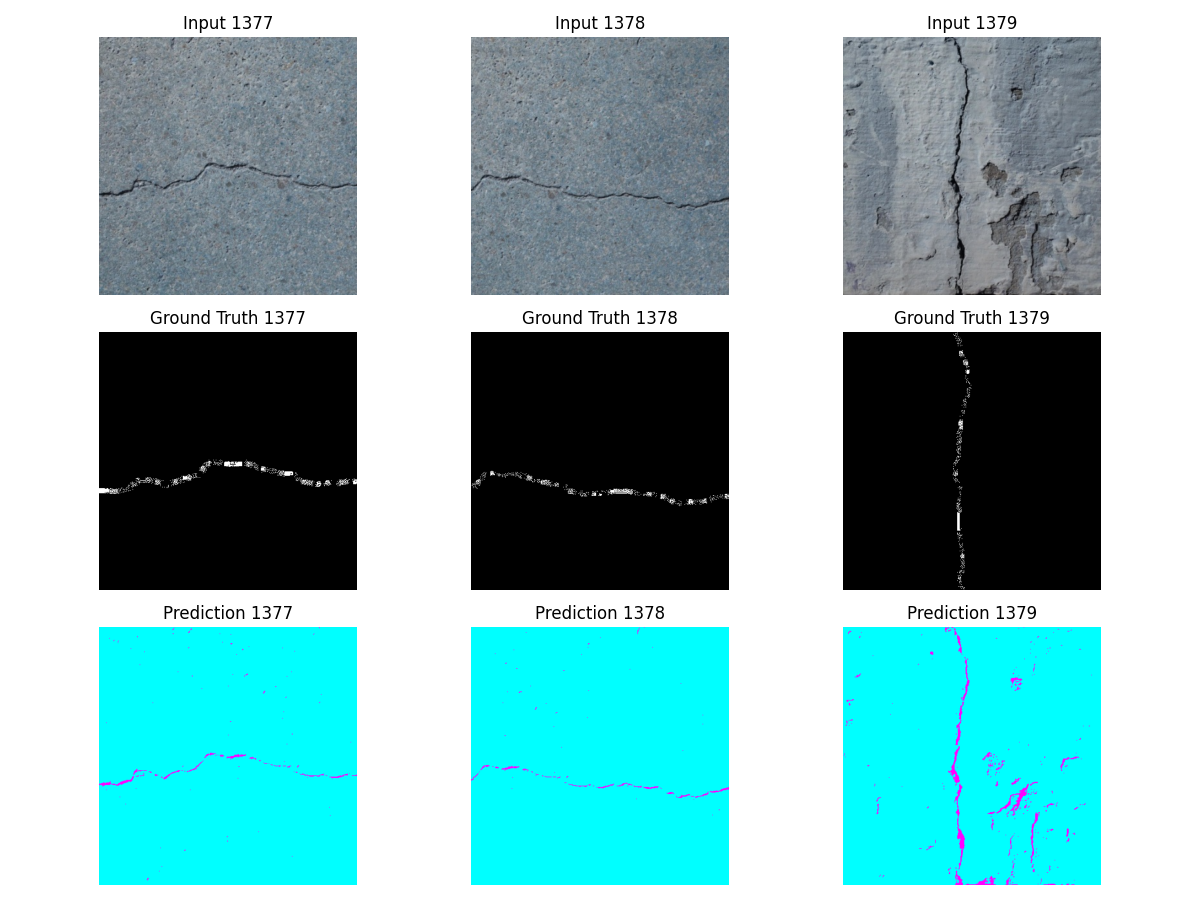 Input 1377
Input 1378
Input 1379
Ground Truth 1377
Ground Truth 1378
Ground Truth 1379
Prediction 1377
Prediction 1378
Prediction 1379